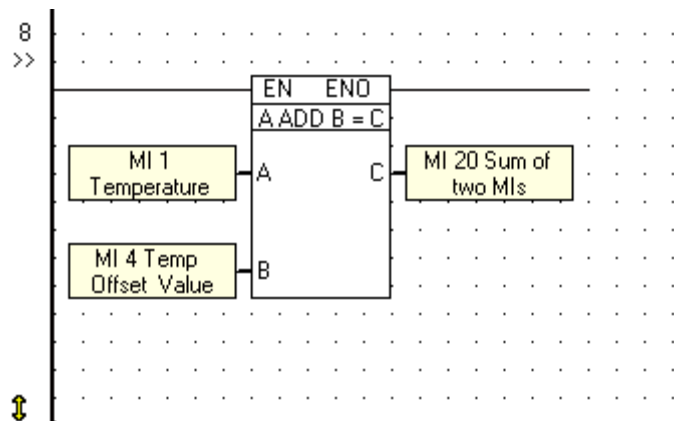 8
>>
EN ENO
A ADD B = C
MI 1
Temperature
A
C
MI 20 Sum of
two MIs
MI 4 Temp
Offset Value
B